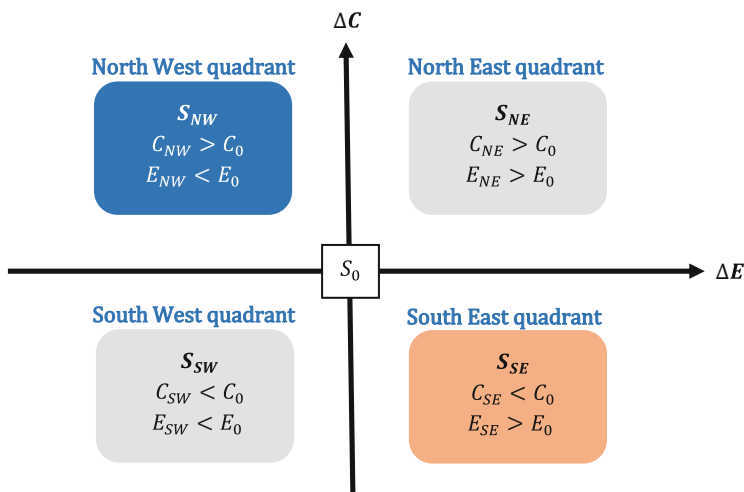 ΔC
North West quadrant
S_NW
C_NW > C_0
E_NW < E_0
North East quadrant
S_NE
C_NE > C_0
E_NE > E_0
S_0
ΔE
South West quadrant
S_SW
C_SW < C_0
E_SW < E_0
South East quadrant
S_SE
C_SE < C_0
E_SE > E_0